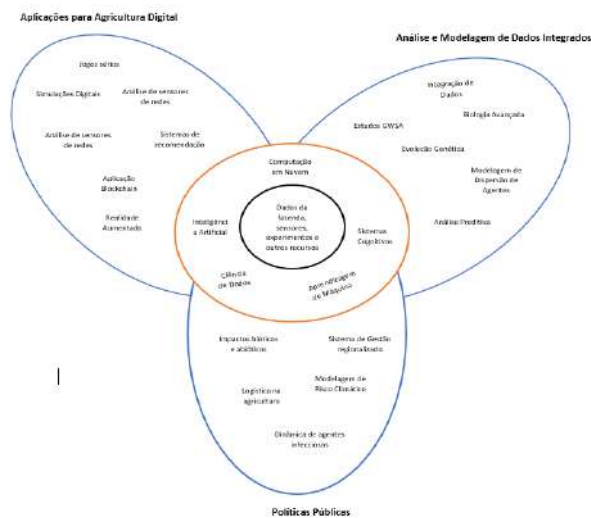 Aplicações para Agricultura Digital
Análise e Modelagem de Dados Integrados
Jogos sérios
Simulações Digitais
Análise de sensores
de redes
Análise de sensores
de redes
Sistemas de
recomendação
Aplicação
Blockchain
Realidade
Aumentado
Integração de
Dados
Biologia Avançada
Estudos GWSA
Evolução Genética
Modelagem de
Dispersão de
Agentes
Análise Preditiva
Computação
em Nuvem
Inteligênci
a Artificial
Dados da
fazenda,
sensores,
experimentos e
outros recursos
Sistemas
Cognitivos
Ciência
de Dados
Aprendizagem
de Máquina
Impactos bióticos
e abióticos
Sistema de Gestão
regionalizado
Logística na
agricultura
Modelagem de
Risco Climático
Dinâmica de agentes
infecciosos
Políticas Públicas